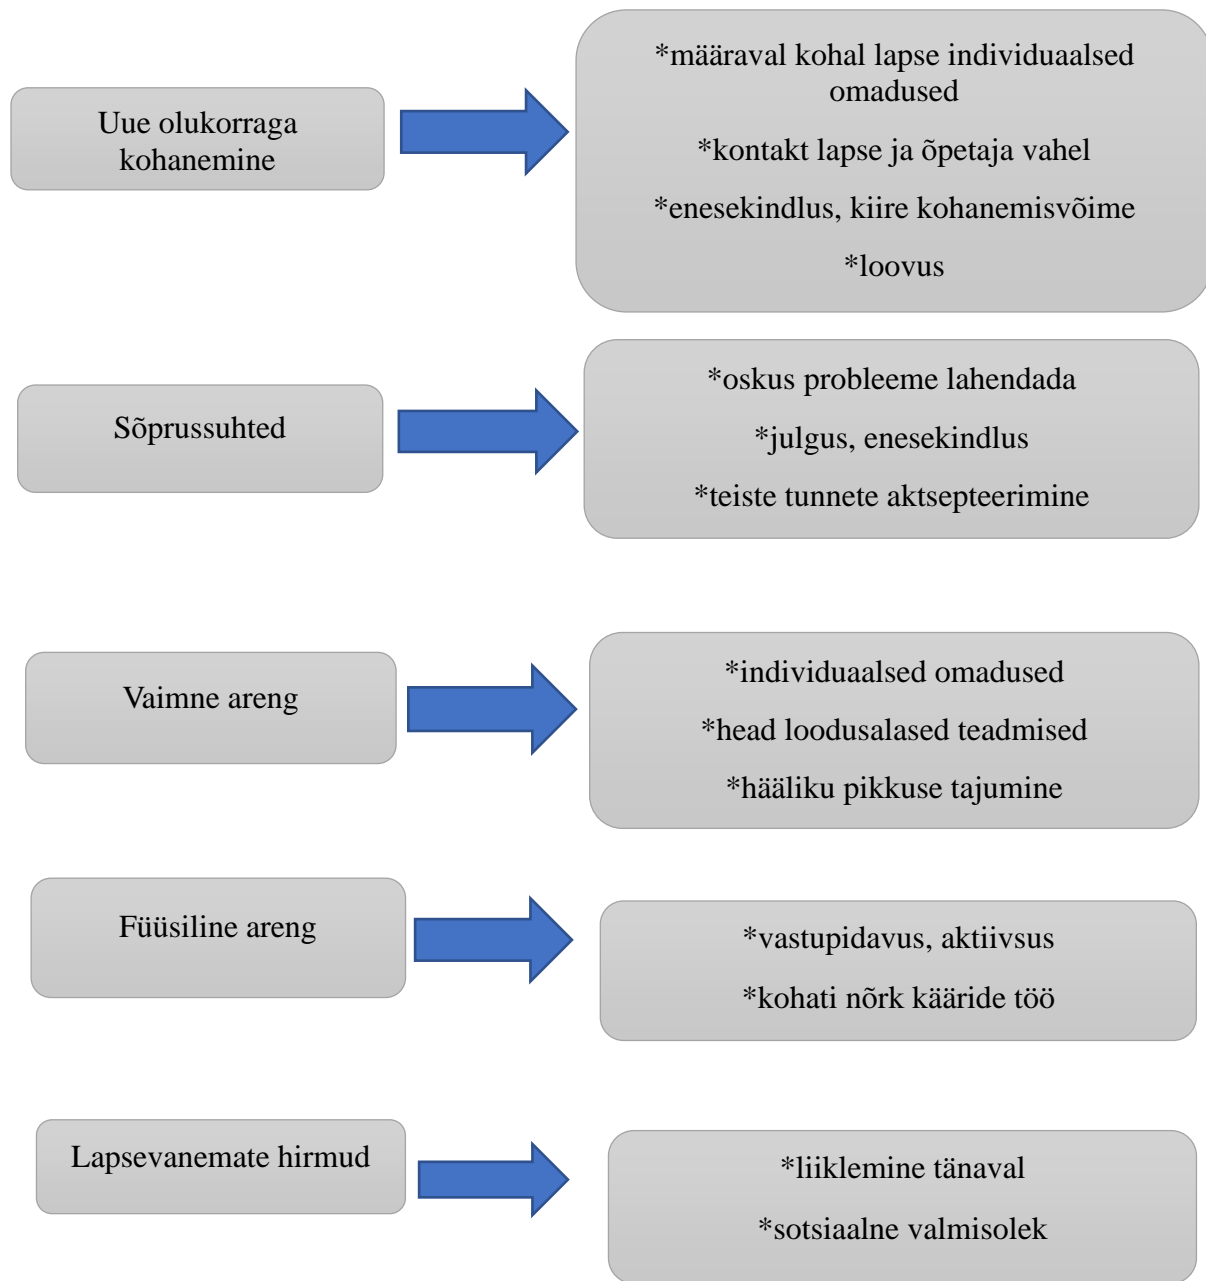 Uue olukorraga
kohanemine
*määraval kohal lapse individuaalsed
omadused
*kontakt lapse ja õpetaja vahel
*enesekindlus, kiire kohanemisvõime
*loovus
Sõprussuhted
*oskus probleeme lahendada
*julgus, enesekindlus
*teiste tunnete aktsepteerimine
Vaimne areng
*individuaalsed omadused
*head loodusalased teadmised
*hääliku pikkuse tajumine
Füüsiline areng
*vastupidavus, aktiivsus
*kohati nõrk kääride töö
Lapsevanemate hirmud
*liiklemine tänaval
*sotsiaalne valmisolek